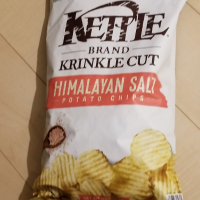 KETTLE
BRAND
KRINKLE CUT
HIMALAYAN SALT
POTATO CHIPS